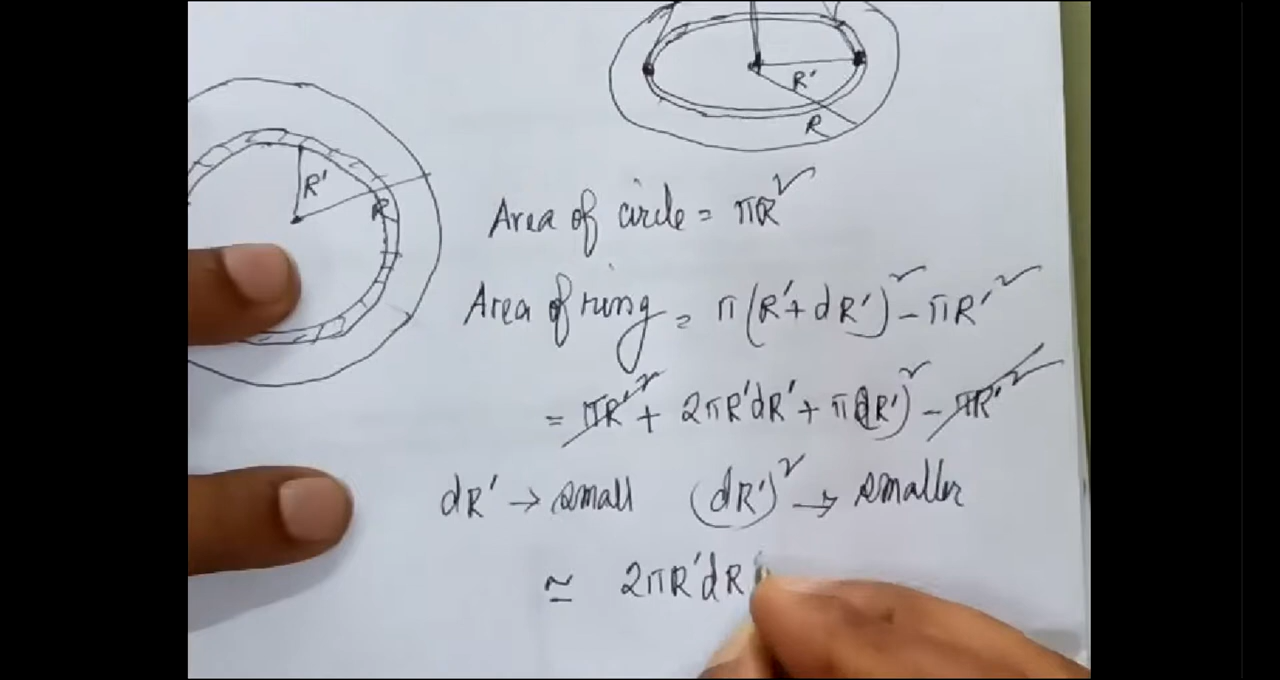 R'
R
R'
R
Area of circle = πR²
Area of ring = π(R'+dR')² - πR'²
= πR'² + 2πR'dR' + π(dR')² - πR'²
dR' → small (dR')² → smaller
≃ 2πR'dR'